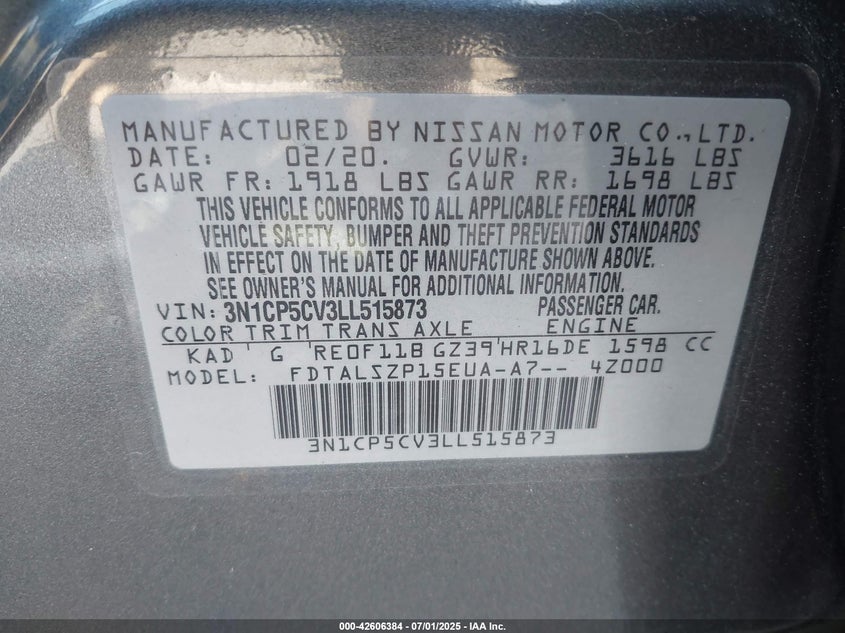 MANUFACTURED BY NISSAN MOTOR CO.,LTD.
DATE: 02/20. GVWR: 3616 LBS
GAWR FR: 1918 LBS GAWR RR: 1698 LBS
THIS VEHICLE CONFORMS TO ALL APPLICABLE FEDERAL MOTOR
VEHICLE SAFETY, BUMPER AND THEFT PREVENTION STANDARDS
IN EFFECT ON THE DATE OF MANUFACTURE SHOWN ABOVE.
SEE OWNER'S MANUAL FOR ADDITIONAL INFORMATION.
VIN: 3N1CP5CV3LL515873 PASSENGER CAR.
COLOR TRIM TRANS AXLE ENGINE
KAD G RE0F11B GZ39 HR16DE 1598 CC
MODEL: FDTALSZP15EUA-A7-- 4Z000
3N1CP5CV3LL515873
000-42606384 - 07/01/2025 - IAA Inc.